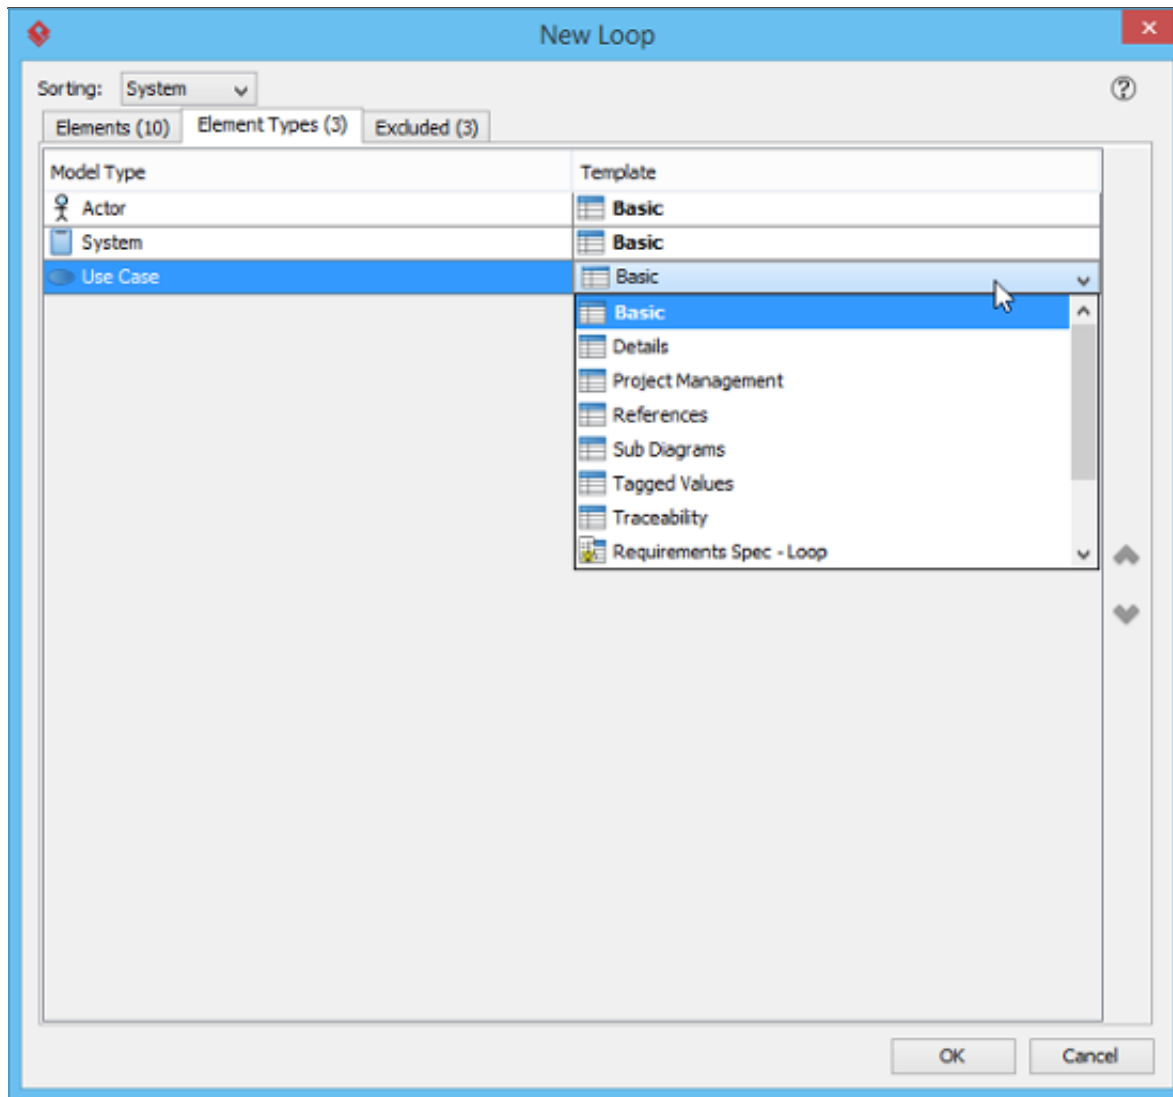 New Loop
Sorting: System
Elements (10) Element Types (3) Excluded (3)
Model Type Template
Actor Basic
System Basic
Use Case Basic
Basic
Details
Project Management
References
Sub Diagrams
Tagged Values
Traceability
Requirements Spec - Loop
OK Cancel